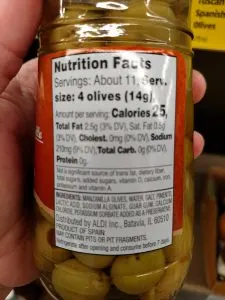 Tuscan
Spanish
Olive
Nutrition Facts
Servings: About 11, Serv.
size: 4 olives (14g),
Amount per serving: Calories 25,
Total Fat 2.5g (3% DV), Sat. Fat 0.5g
(3% DV), Cholest. 0mg (0% DV), Sodium
210mg (9% DV), Total Carb. 0g (0% DV),
Protein 0g.
Not a significant source of trans fat, dietary fiber,
total sugars, added sugars, vitamin D, calcium, iron,
potassium and vitamin A.
INGREDIENTS: MANZANILLA OLIVES, WATER, SALT, PIMIENTO,
LACTIC ACID, SODIUM ALGINATE, GUAR GUM, CALCIUM
CHLORIDE, POTASSIUM SORBATE ADDED AS A PRESERVATIVE.
Distributed by ALDI Inc., Batavia, IL 60510
PRODUCT OF SPAIN
MAY CONTAIN PITS OR PIT FRAGMENTS.
Refrigerate after opening and consume before 7 days.